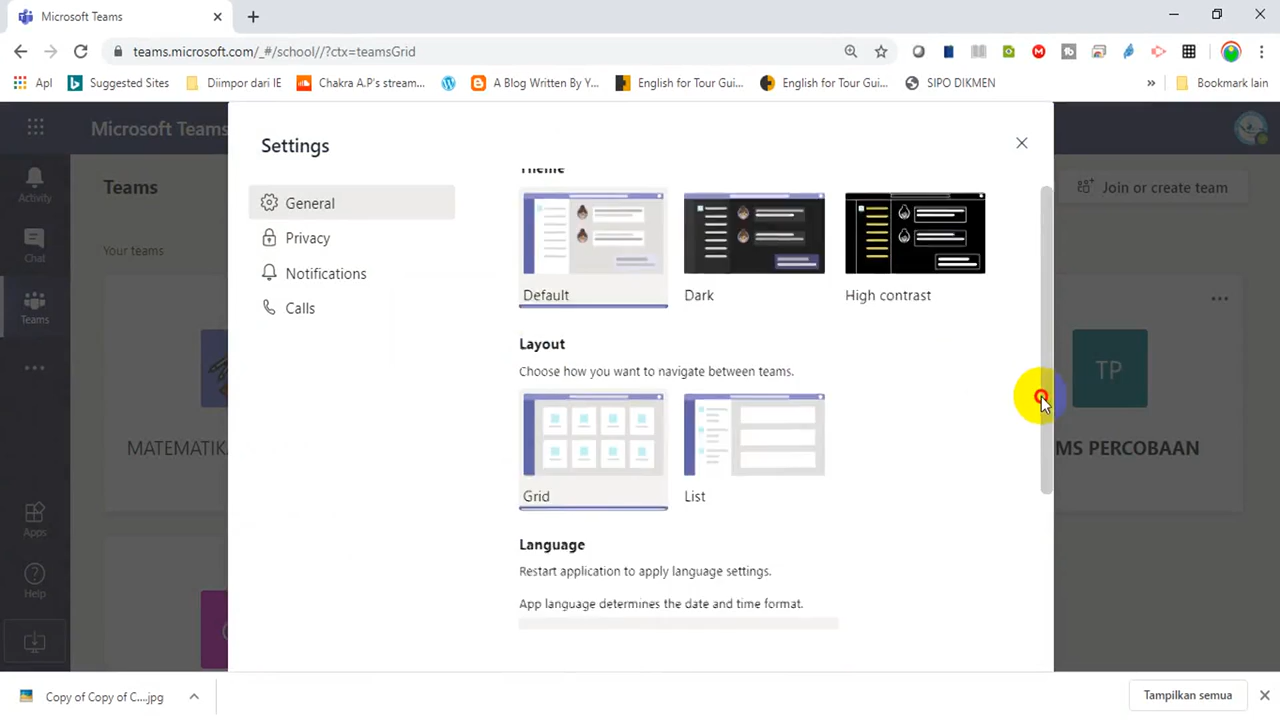 Microsoft Teams
teams.microsoft.com/_#/school//?ctx=teamsGrid
Apl
Suggested Sites
Diimpor dari IE
Chakra A.P's stream...
A Blog Written By Y...
English for Tour Gui...
English for Tour Gui...
SIPO DIKMEN
»
Bookmark lain
Microsoft Teams
Settings
Activity
Chat
Teams
Apps
Help
Teams
Your teams
Join or create team
General
Privacy
Notifications
Calls
Theme
Default
Dark
High contrast
Layout
Choose how you want to navigate between teams.
Grid
List
Language
Restart application to apply language settings.
App language determines the date and time format.
MATEMATIKA
TP
MS PERCOBAAN
Copy of Copy of C....jpg
Tampilkan semua